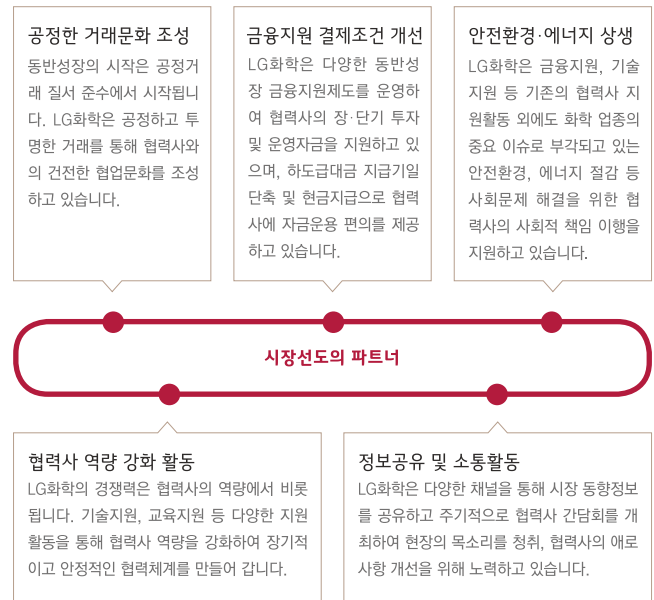 공정한 거래문화 조성
동반성장의 시작은 공정거
래 질서 준수에서 시작됩니
다. LG화학은 공정하고 투
명한 거래를 통해 협력사와
의 건전한 협업문화를 조성
하고 있습니다.
금융지원 결제조건 개선
LG화학은 다양한 동반성
장 금융지원제도를 운영하
여 협력사의 장·단기 투자
및 운영자금을 지원하고 있
으며, 하도급대금 지급기일
단축 및 현금지급으로 협력
사에 자금운용 편의를 제공
하고 있습니다.
안전환경·에너지 상생
LG화학은 금융지원, 기술
지원 등 기존의 협력사 지
원활동 외에도 화학 업종의
중요 이슈로 부각되고 있는
안전환경, 에너지 절감 등
사회문제 해결을 위한 협
력사의 사회적 책임 이행을
지원하고 있습니다.
시장선도의 파트너
협력사 역량 강화 활동
LG화학의 경쟁력은 협력사의 역량에서 비롯
됩니다. 기술지원, 교육지원 등 다양한 지원
활동을 통해 협력사 역량을 강화하여 장기적
이고 안정적인 협력체계를 만들어 갑니다.
정보공유 및 소통활동
LG화학은 다양한 채널을 통해 시장 동향정보
를 공유하고 주기적으로 협력사 간담회를 개
최하여 현장의 목소리를 청취, 협력사의 애로
사항 개선을 위해 노력하고 있습니다.